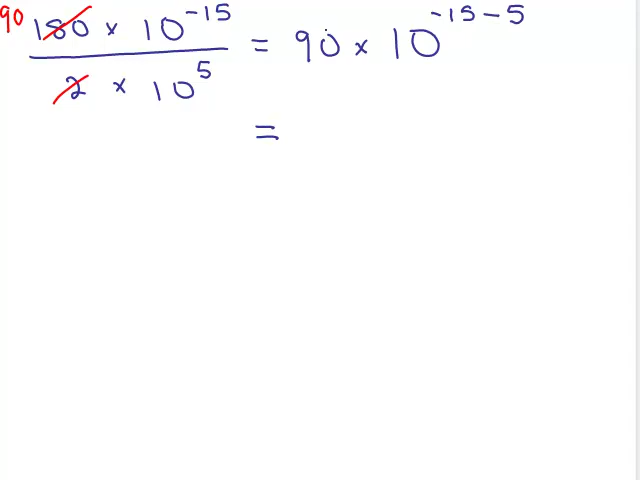 90
180 × 10^-15 / 2 × 10^5 = 90 × 10^-15-5
=